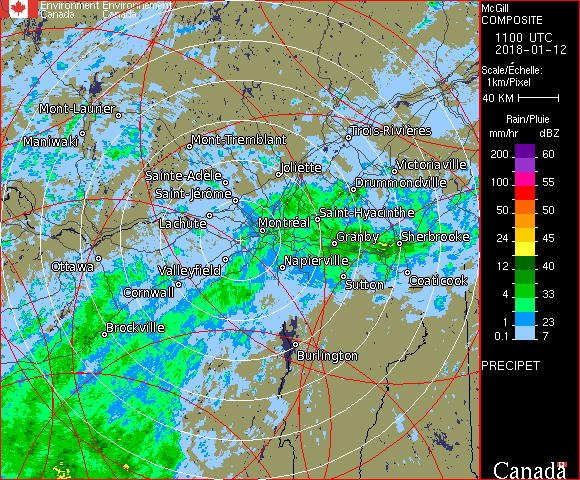 Environment Environnement
Canada Canada
McGill
COMPOSITE
1100 UTC
2018-01-12
Scale/Échelle:
1km/Pixel
40 KM
Rain/Pluie
mm/hr dBZ
200 60
100 55
50 50
24 45
12 40
4 33
1 23
0.1 7
PRECIPET
Canada
Mont-Laurier
Maniwaki
Mont-Tremblant
Trois-Rivières
Joliette
Victoriaville
Sainte-Adèle
Drummondville
Saint-Jérôme
Saint-Hyacinthe
Lachute
Montréal
Granby
Sherbrooke
Ottawa
Valleyfield
Napierville
Cornwall
Sutton
Coaticook
Brockville
Burlington